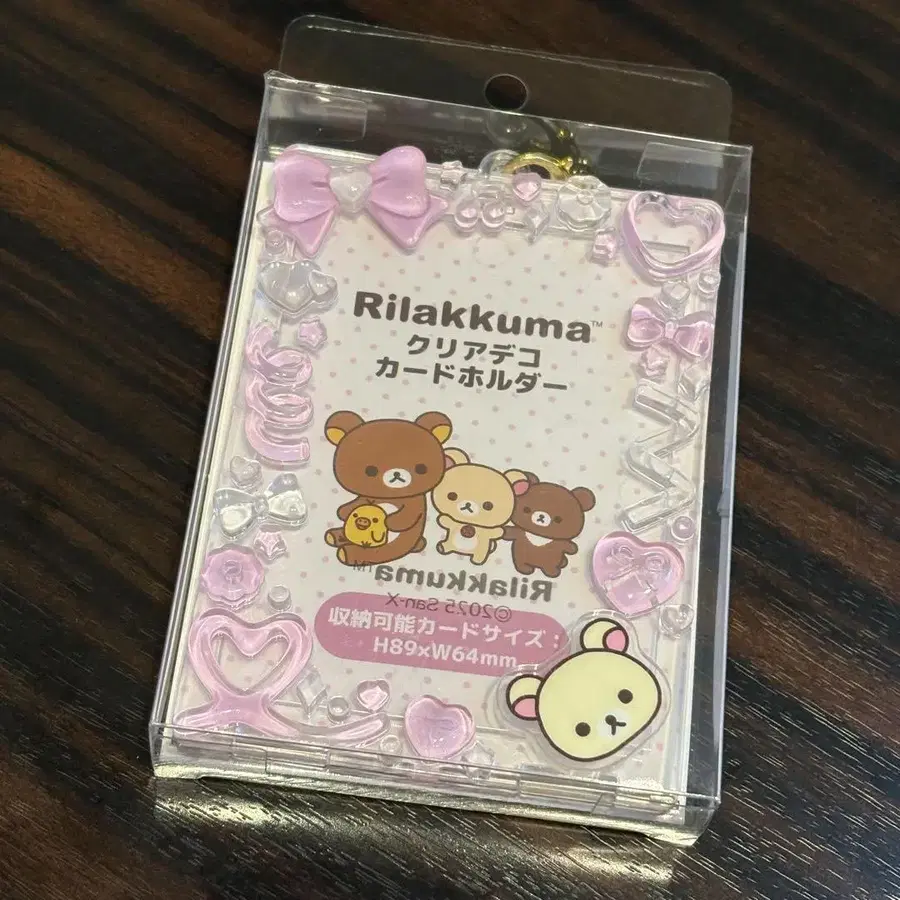 Rilakkuma™
クリアデコ
カードホルダー
Rilakkuma™
©2025 San-X
収納可能カードサイズ：
H89×W64mm